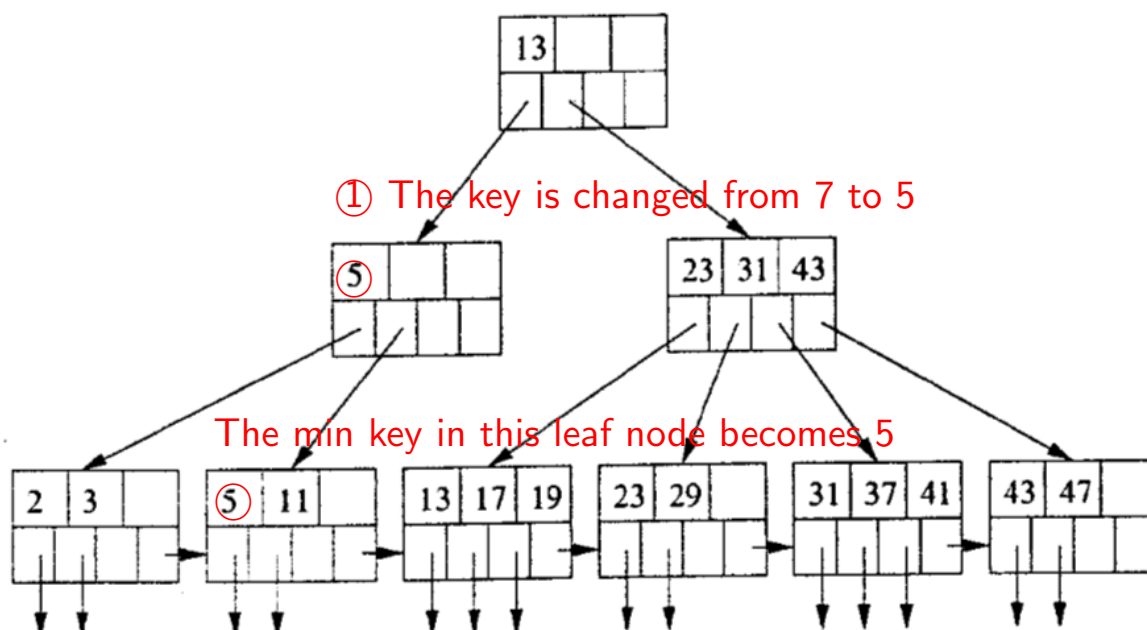 13
① The key is changed from 7 to 5
5
23 31 43
The min key in this leaf node becomes 5
2 3
5 11
13 17 19
23 29
31 37 41
43 47